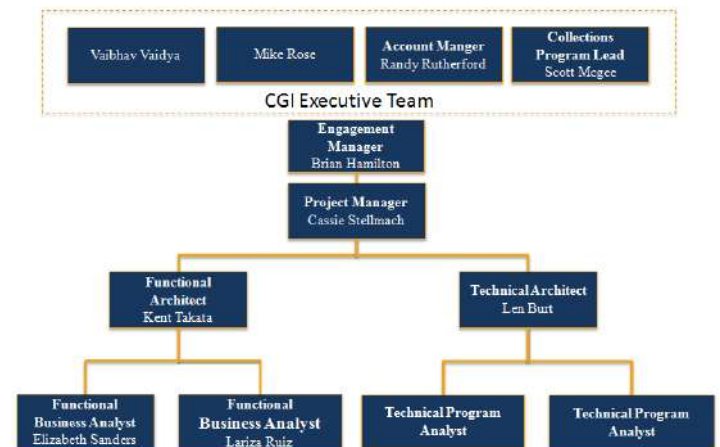 Vaibhav Vaidya
Mike Rose
Account Manger
Randy Rutherford
Collections
Program Lead
Scott Mcgee
CGI Executive Team
Engagement
Manager
Brian Hamilton
Project Manager
Cassie Stellmach
Functional
Architect
Kent Takata
Technical Architect
Len Burt
Functional
Business Analyst
Elizabeth Sanders
Functional
Business Analyst
Lariza Ruiz
Technical Program
Analyst
Technical Program
Analyst